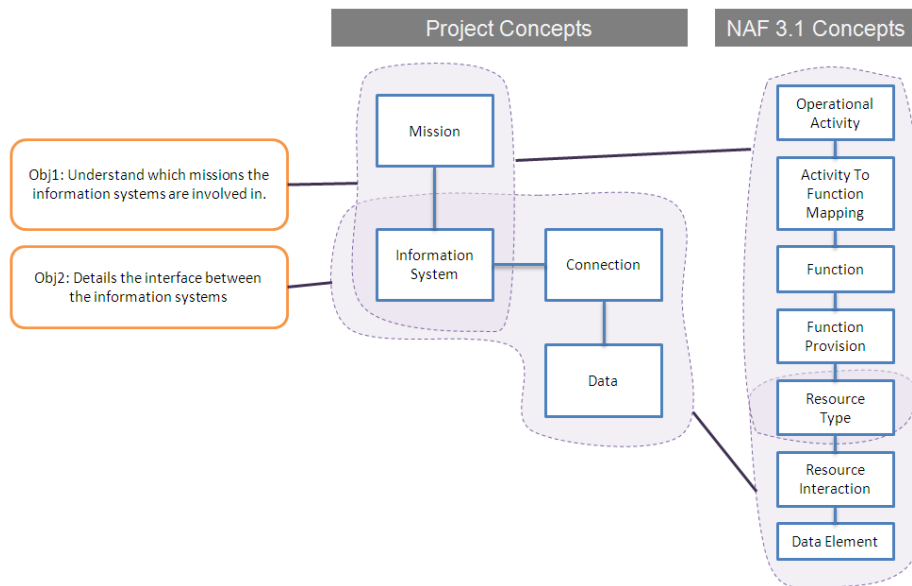 Project Concepts
NAF 3.1 Concepts
Mission
Information
System
Connection
Data
Obj1: Understand which missions the
information systems are involved in.
Obj2: Details the interface between
the information systems
Operational
Activity
Activity To
Function
Mapping
Function
Function
Provision
Resource
Type
Resource
Interaction
Data Element